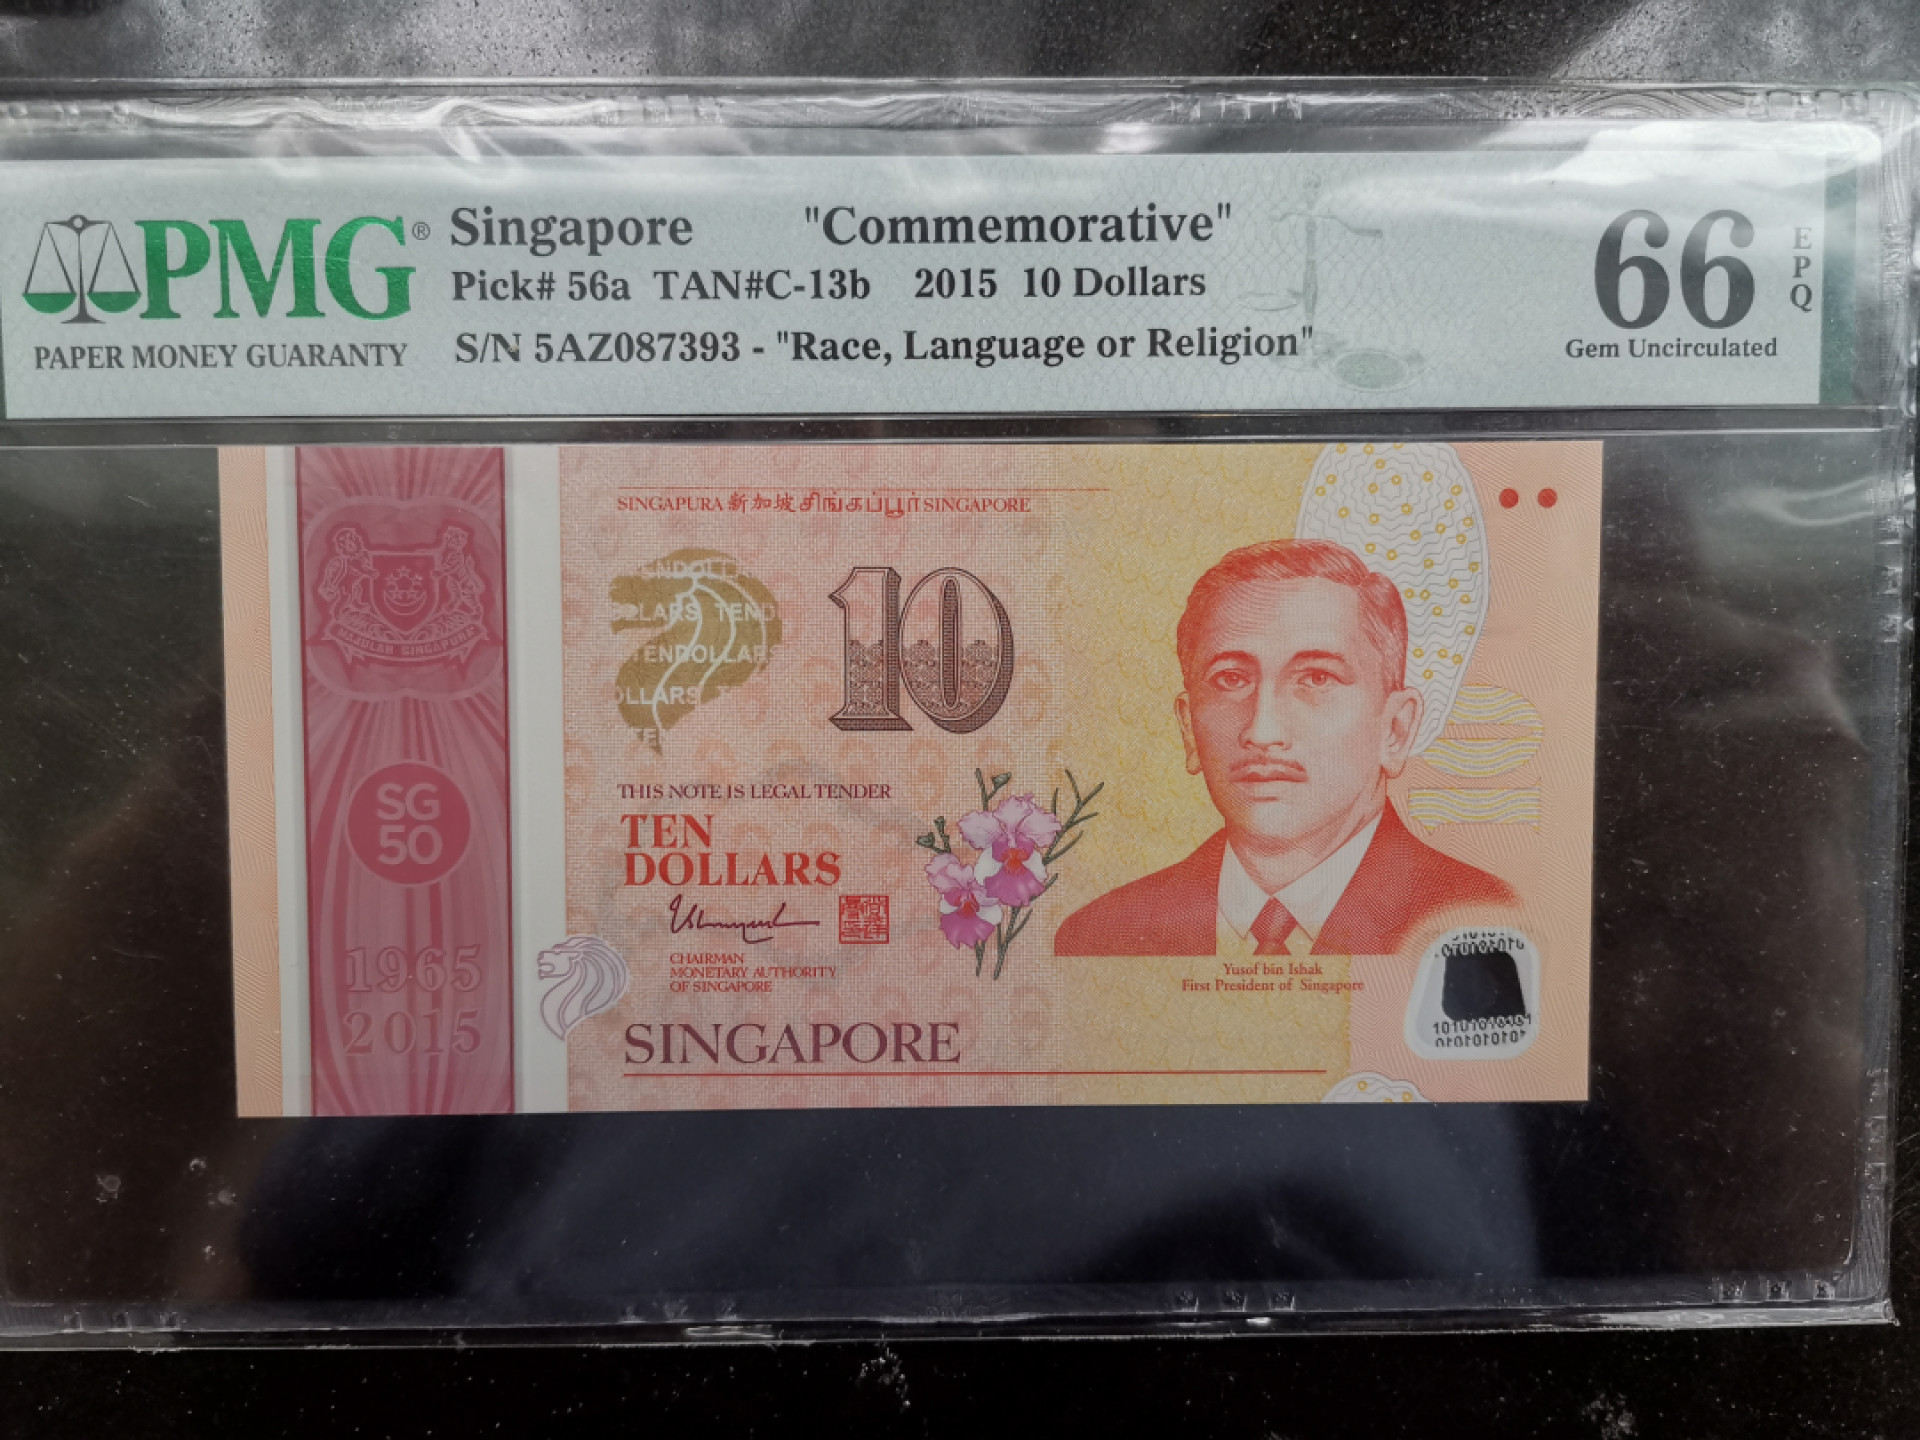 PMG®
PAPER MONEY GUARANTY
Singapore "Commemorative"
Pick# 56a TAN#C-13b 2015 10 Dollars
S/N 5AZ087393 - "Race, Language or Religion"
66
EPQ
Gem Uncirculated
SINGAPURA 新加坡 சிங்கப்பூர் SINGAPORE
10
TENDOLLARS
MAJULAH SINGAPURA
SG
50
1965
2015
THIS NOTE IS LEGAL TENDER
TEN
DOLLARS
CHAIRMAN
MONETARY AUTHORITY
OF SINGAPORE
SINGAPORE
Yusof bin Ishak
First President of Singapore